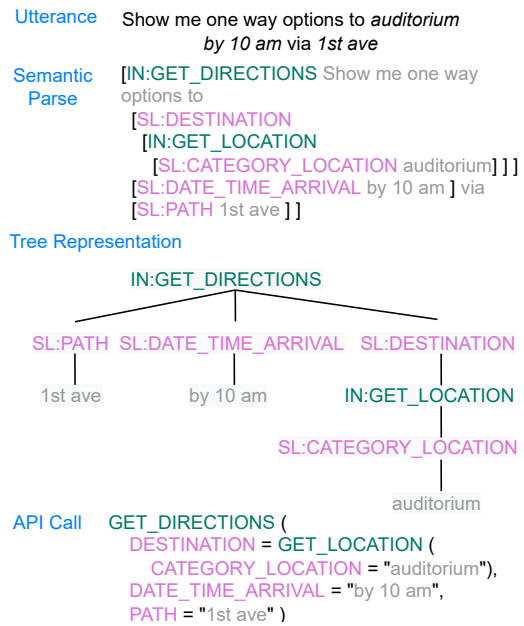 Utterance Show me one way options to auditorium
by 10 am via 1st ave
Semantic [IN:GET_DIRECTIONS Show me one way
Parse options to
[SL:DESTINATION
[IN:GET_LOCATION
[SL:CATEGORY_LOCATION auditorium] ] ]
[SL:DATE_TIME_ARRIVAL by 10 am ] via
[SL:PATH 1st ave ] ]
Tree Representation
IN:GET_DIRECTIONS
SL:PATH SL:DATE_TIME_ARRIVAL SL:DESTINATION
1st ave by 10 am IN:GET_LOCATION
SL:CATEGORY_LOCATION
auditorium
API Call GET_DIRECTIONS (
DESTINATION = GET_LOCATION (
CATEGORY_LOCATION = "auditorium"),
DATE_TIME_ARRIVAL = "by 10 am",
PATH = "1st ave" )